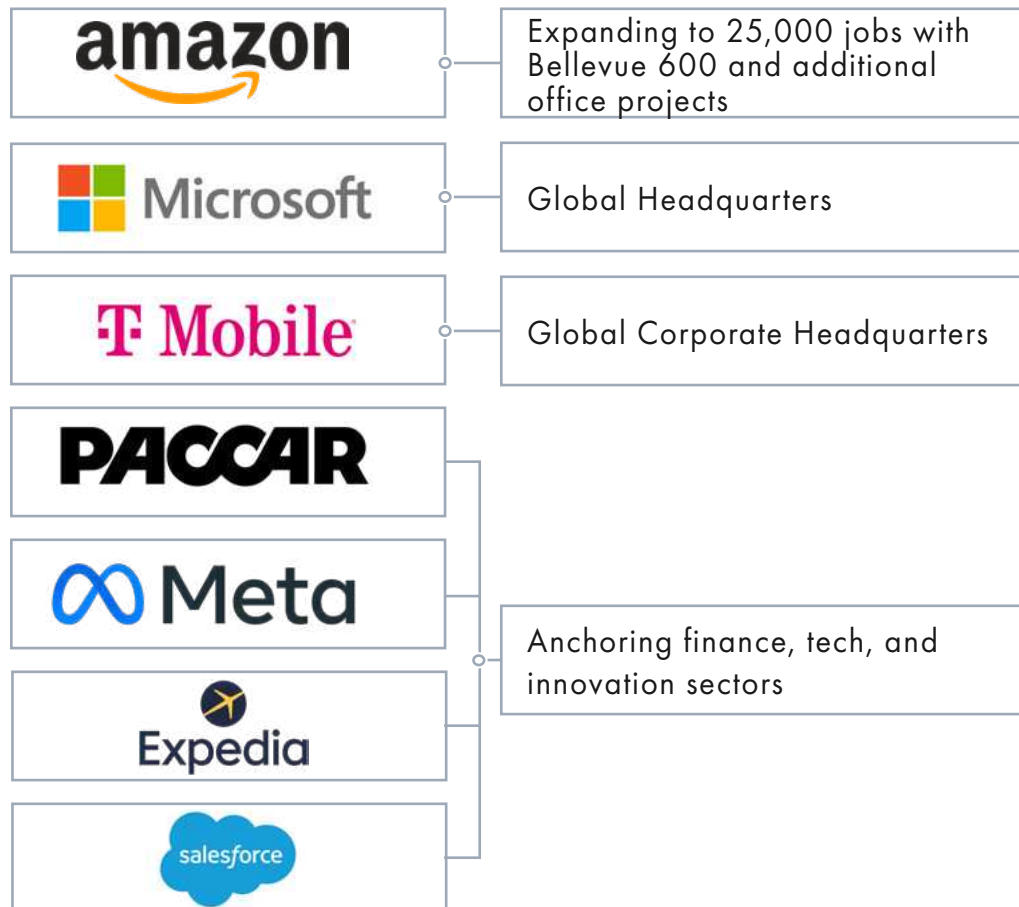 amazon
Expanding to 25,000 jobs with
Bellevue 600 and additional
office projects
Microsoft
Global Headquarters
T Mobile
Global Corporate Headquarters
PACCAR
Meta
Anchoring finance, tech, and
innovation sectors
Expedia
salesforce